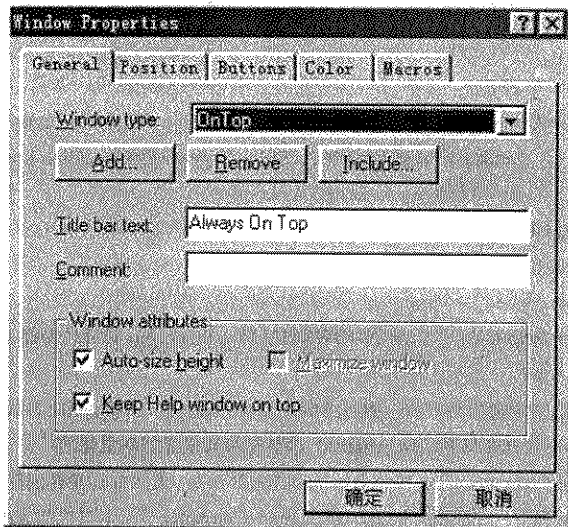 Window Properties
General Position Buttons Color Macros
Window type: OnTop
Add... Remove Include...
Title bar text: Always On Top
Comment:
Window attributes
Auto-size height Maximize window
Keep Help window on top
确定 取消